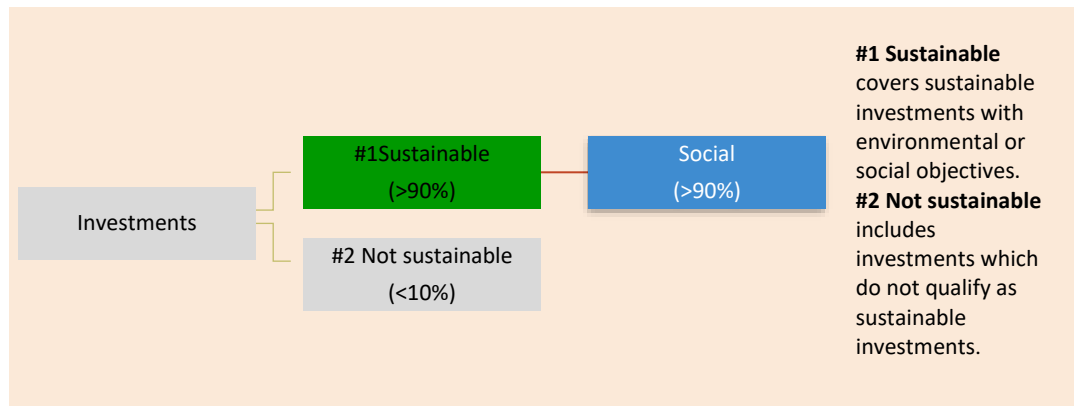 Investments
#1Sustainable
(>90%)
Social
(>90%)
#2 Not sustainable
(<10%)
#1 Sustainable
covers sustainable
investments with
environmental or
social objectives.
#2 Not sustainable
includes
investments which
do not qualify as
sustainable
investments.